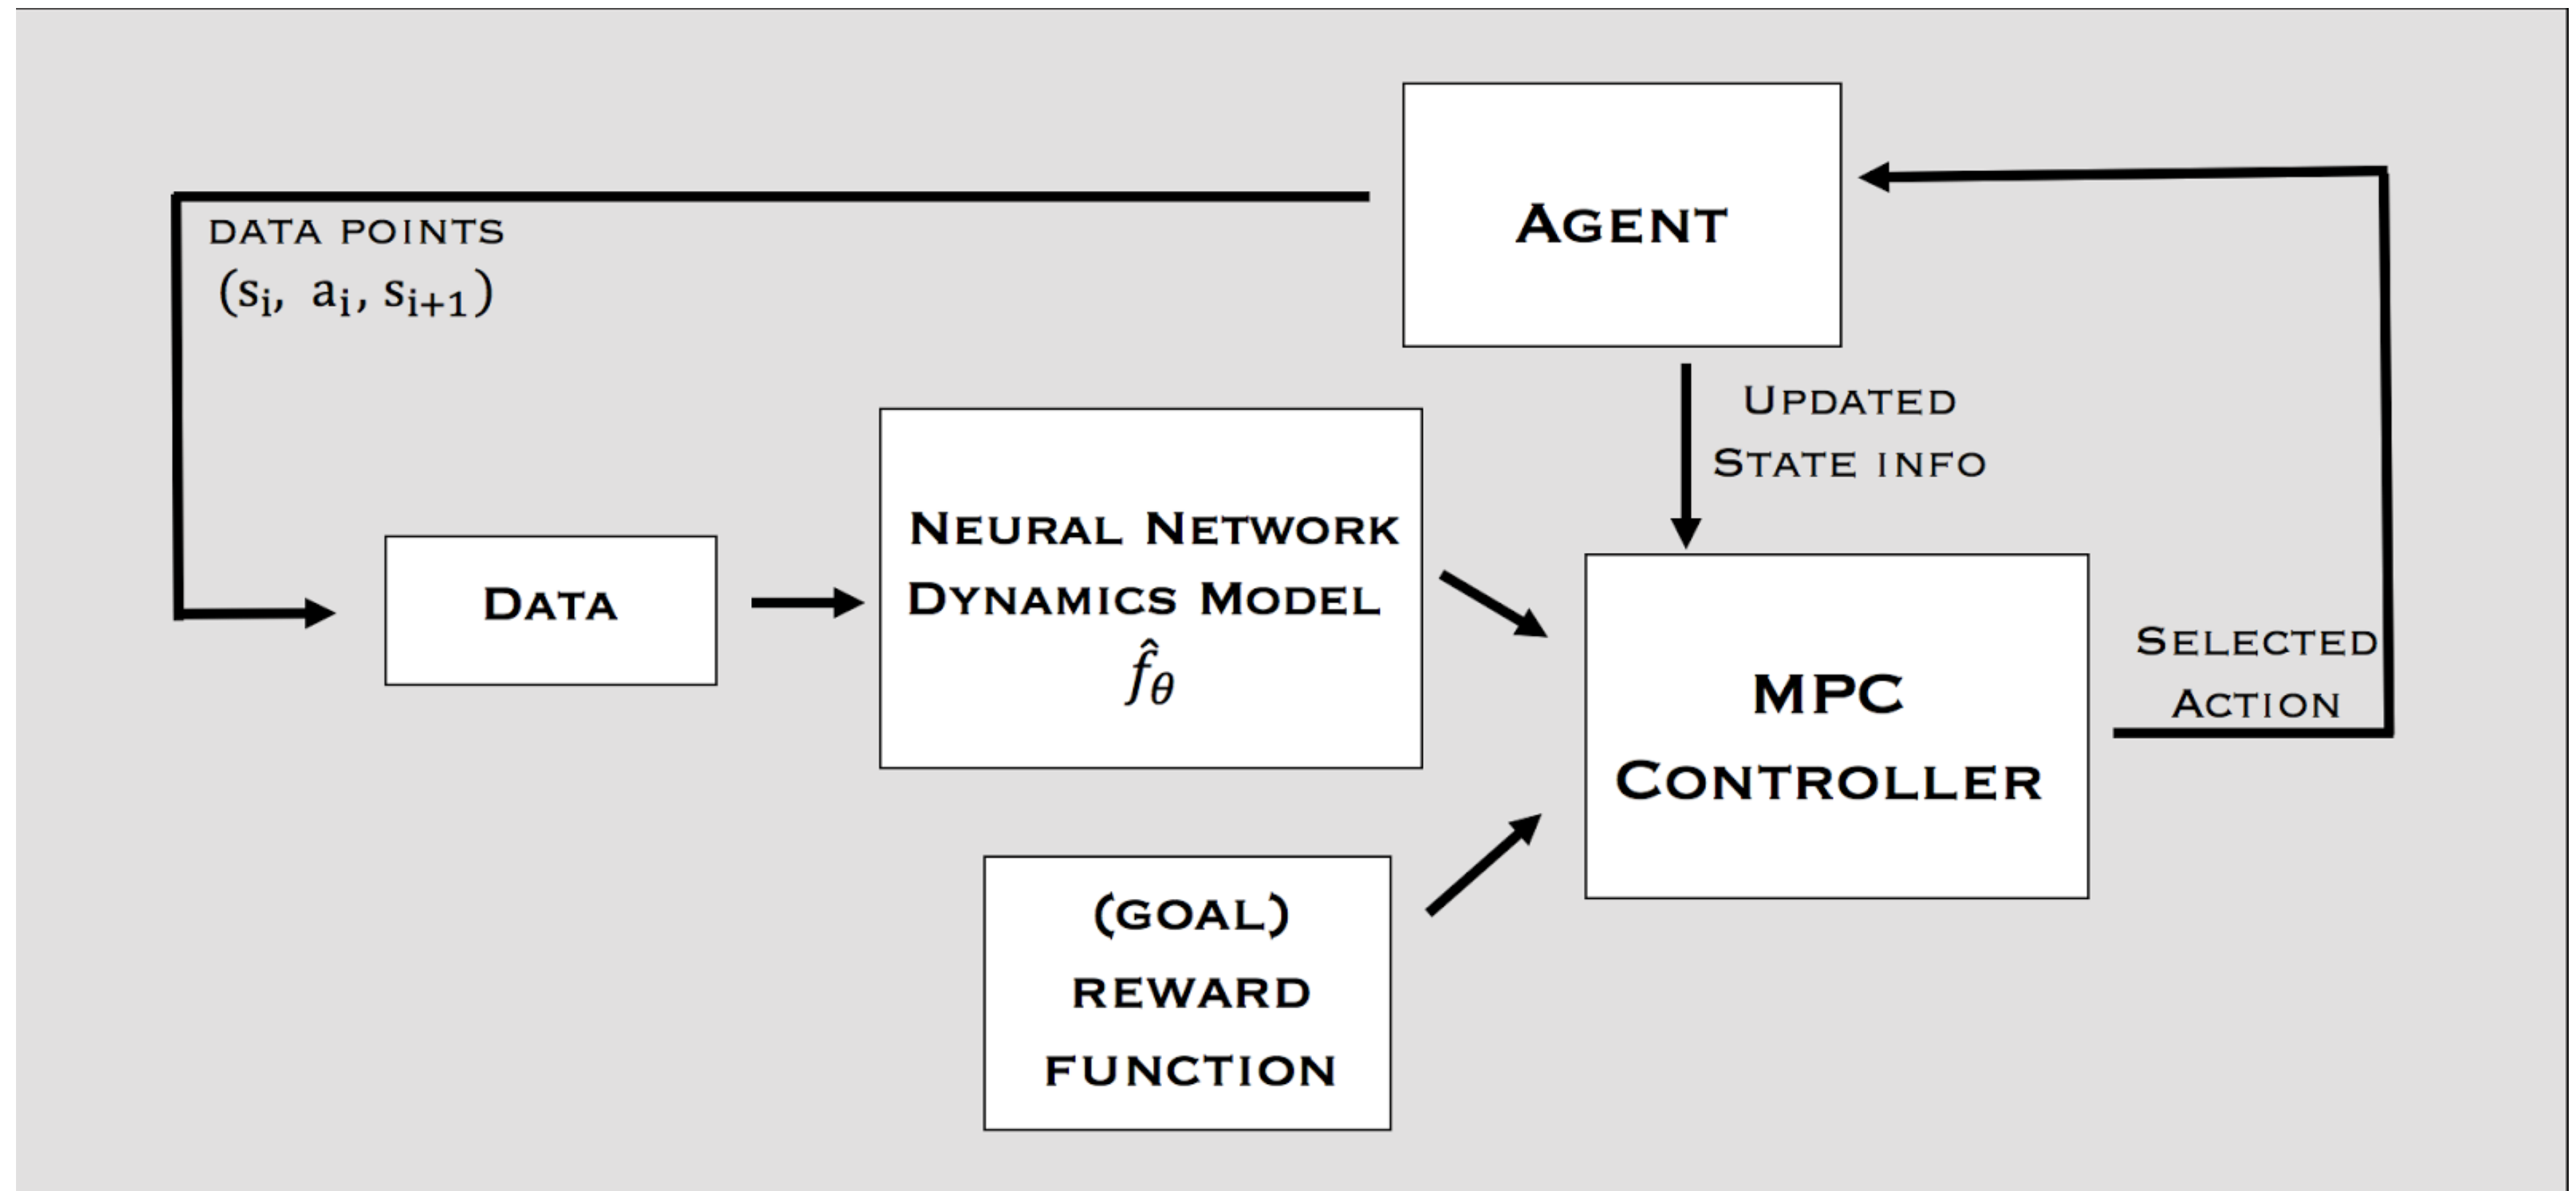 AGENT
DATA POINTS
(sᵢ, aᵢ, sᵢ₊₁)
UPDATED
STATE INFO
NEURAL NETWORK
DYNAMICS MODEL
f̂_θ
DATA
SELECTED
ACTION
MPC
CONTROLLER
(GOAL)
REWARD
FUNCTION